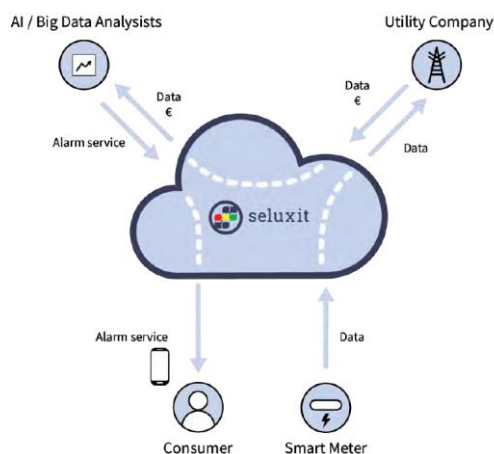 AI / Big Data Analysists
Utility Company
Data
€
Data
€
Alarm service
Data
seluxit
Alarm service
Data
Consumer
Smart Meter